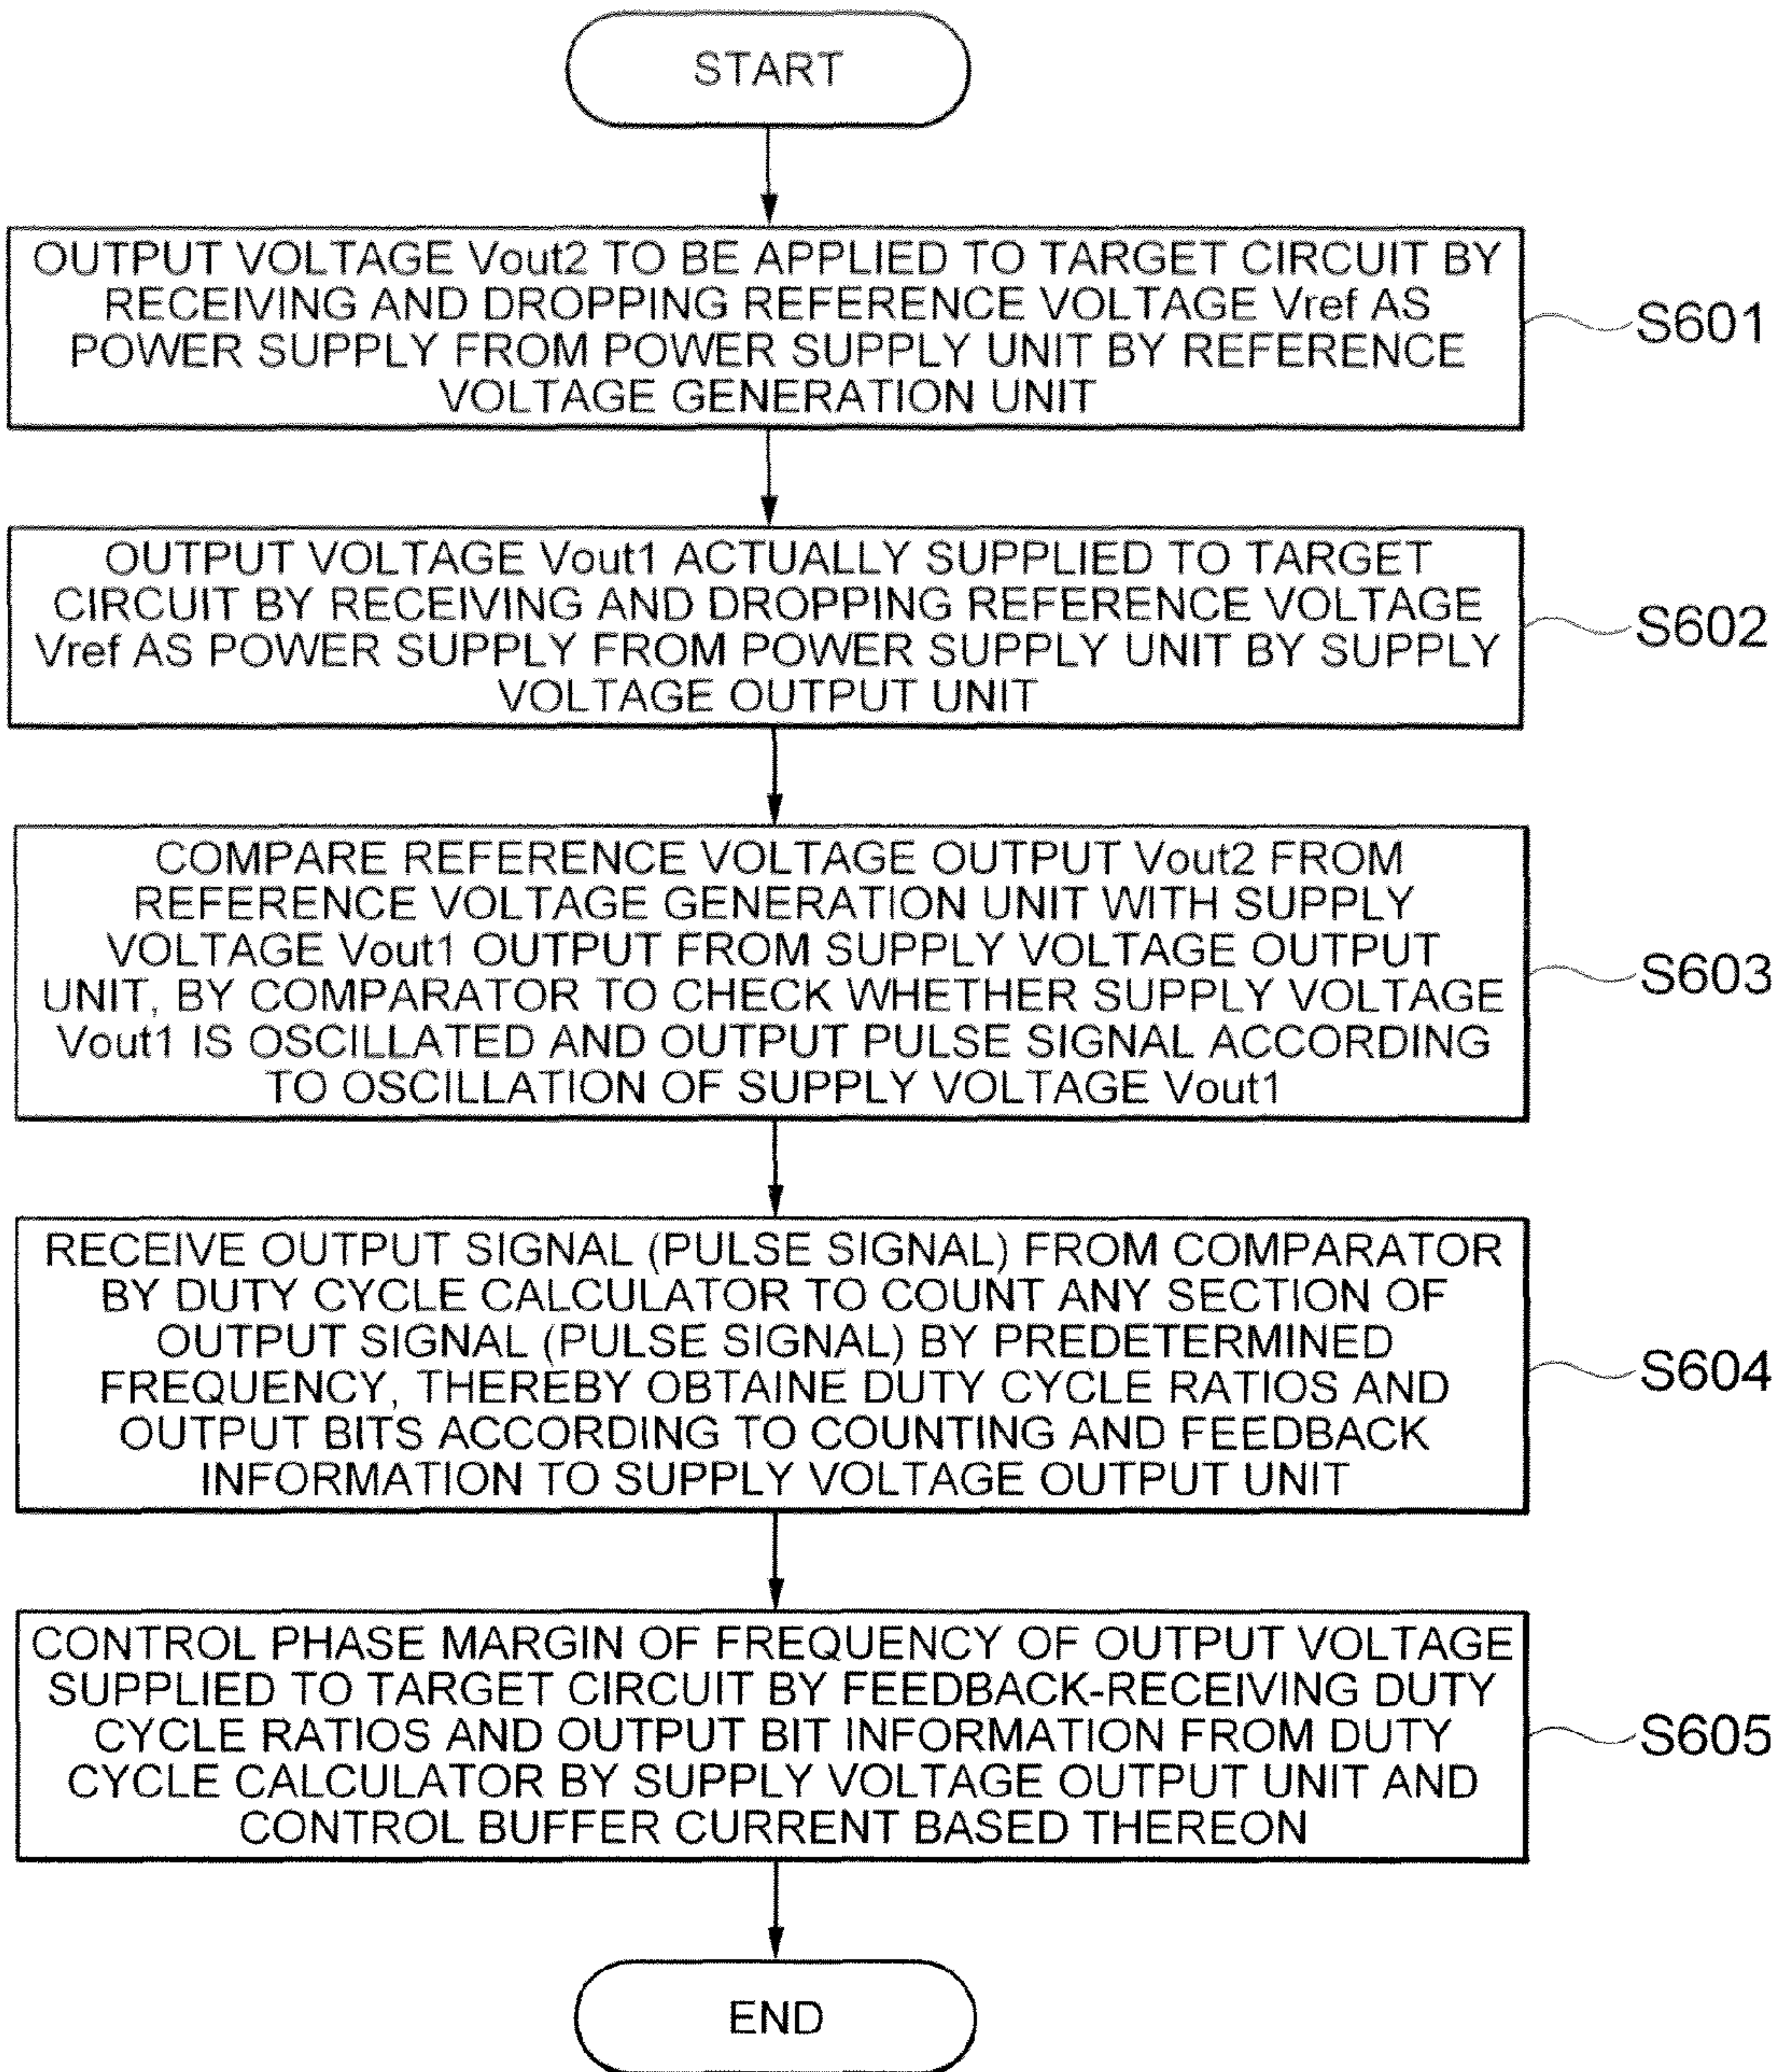 START
OUTPUT VOLTAGE Vout2 TO BE APPLIED TO TARGET CIRCUIT BY
RECEIVING AND DROPPING REFERENCE VOLTAGE Vref AS
POWER SUPPLY FROM POWER SUPPLY UNIT BY REFERENCE
VOLTAGE GENERATION UNIT
S601
OUTPUT VOLTAGE Vout1 ACTUALLY SUPPLIED TO TARGET
CIRCUIT BY RECEIVING AND DROPPING REFERENCE VOLTAGE
Vref AS POWER SUPPLY FROM POWER SUPPLY UNIT BY SUPPLY
VOLTAGE OUTPUT UNIT
S602
COMPARE REFERENCE VOLTAGE OUTPUT Vout2 FROM
REFERENCE VOLTAGE GENERATION UNIT WITH SUPPLY
VOLTAGE Vout1 OUTPUT FROM SUPPLY VOLTAGE OUTPUT
UNIT, BY COMPARATOR TO CHECK WHETHER SUPPLY VOLTAGE
Vout1 IS OSCILLATED AND OUTPUT PULSE SIGNAL ACCORDING
TO OSCILLATION OF SUPPLY VOLTAGE Vout1
S603
RECEIVE OUTPUT SIGNAL (PULSE SIGNAL) FROM COMPARATOR
BY DUTY CYCLE CALCULATOR TO COUNT ANY SECTION OF
OUTPUT SIGNAL (PULSE SIGNAL) BY PREDETERMINED
FREQUENCY, THEREBY OBTAINE DUTY CYCLE RATIOS AND
OUTPUT BITS ACCORDING TO COUNTING AND FEEDBACK
INFORMATION TO SUPPLY VOLTAGE OUTPUT UNIT
S604
CONTROL PHASE MARGIN OF FREQUENCY OF OUTPUT VOLTAGE
SUPPLIED TO TARGET CIRCUIT BY FEEDBACK-RECEIVING DUTY
CYCLE RATIOS AND OUTPUT BIT INFORMATION FROM DUTY
CYCLE CALCULATOR BY SUPPLY VOLTAGE OUTPUT UNIT AND
CONTROL BUFFER CURRENT BASED THEREON
S605
END